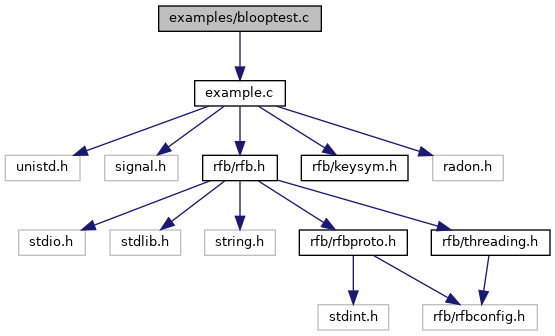 examples/blooptest.c
example.c
unistd.h
signal.h
rfb/rfb.h
rfb/keysym.h
radon.h
stdio.h
stdlib.h
string.h
rfb/rfbproto.h
rfb/threading.h
stdint.h
rfb/rfbconfig.h